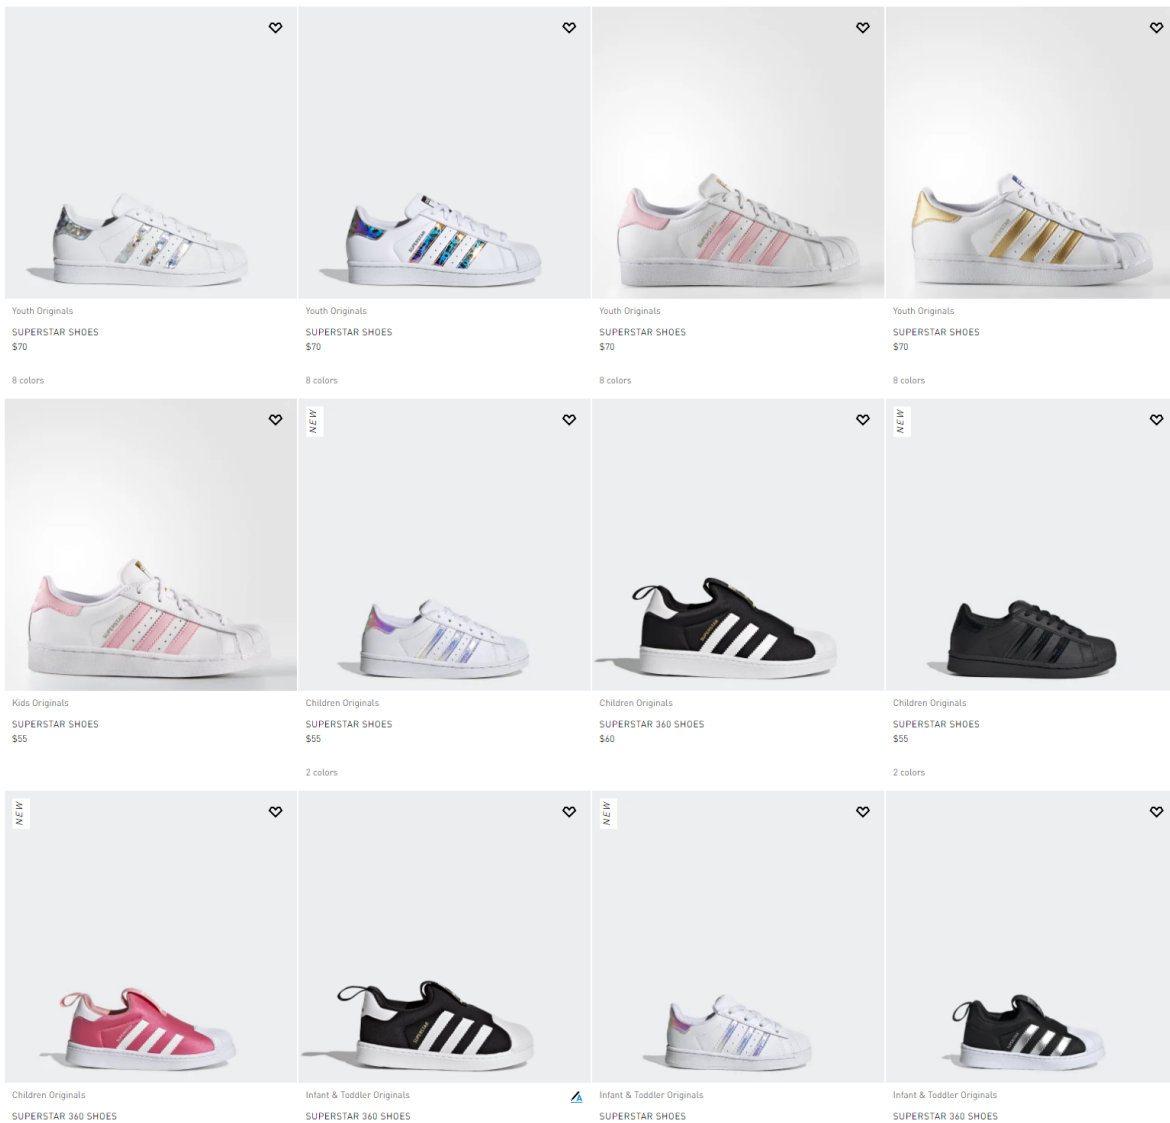 Youth Originals
SUPERSTAR SHOES
$70
8 colors
Youth Originals
SUPERSTAR SHOES
$70
8 colors
Youth Originals
SUPERSTAR SHOES
$70
8 colors
Youth Originals
SUPERSTAR SHOES
$70
8 colors
Kids Originals
SUPERSTAR SHOES
$55
NEW
Children Originals
SUPERSTAR SHOES
$55
2 colors
Children Originals
SUPERSTAR 360 SHOES
$60
NEW
Children Originals
SUPERSTAR SHOES
$55
2 colors
NEW
Children Originals
SUPERSTAR 360 SHOES
Infant & Toddler Originals
SUPERSTAR 360 SHOES
NEW
Infant & Toddler Originals
SUPERSTAR SHOES
Infant & Toddler Originals
SUPERSTAR 360 SHOES